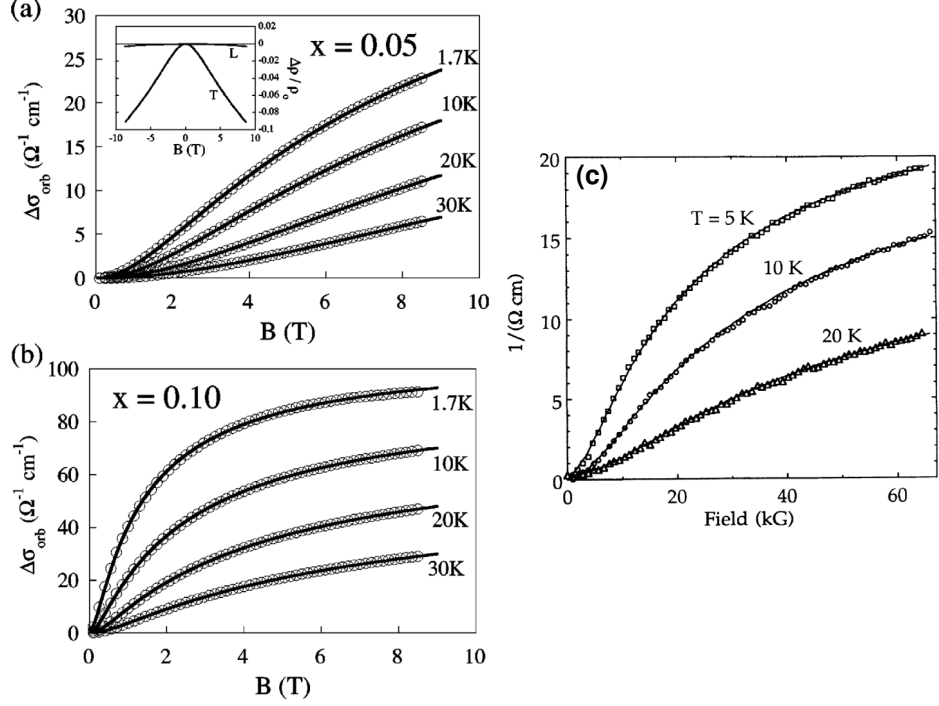 (a)
30
25
20
15
10
5
0
Δσorb (Ω⁻¹ cm⁻¹)
0 2 4 6 8 10
B (T)
x = 0.05
1.7K
10K
20K
30K
0.02
0
-0.02
-0.04
-0.06
-0.08
-0.1
Δρ / ρo
L
T
-10 -5 0 5 10
B (T)
(b)
100
80
60
40
20
0
Δσorb (Ω⁻¹ cm⁻¹)
0 2 4 6 8 10
B (T)
x = 0.10
1.7K
10K
20K
30K
(c)
20
15
10
5
0
1/(Ω cm)
0 20 40 60
Field (kG)
T = 5 K
10 K
20 K